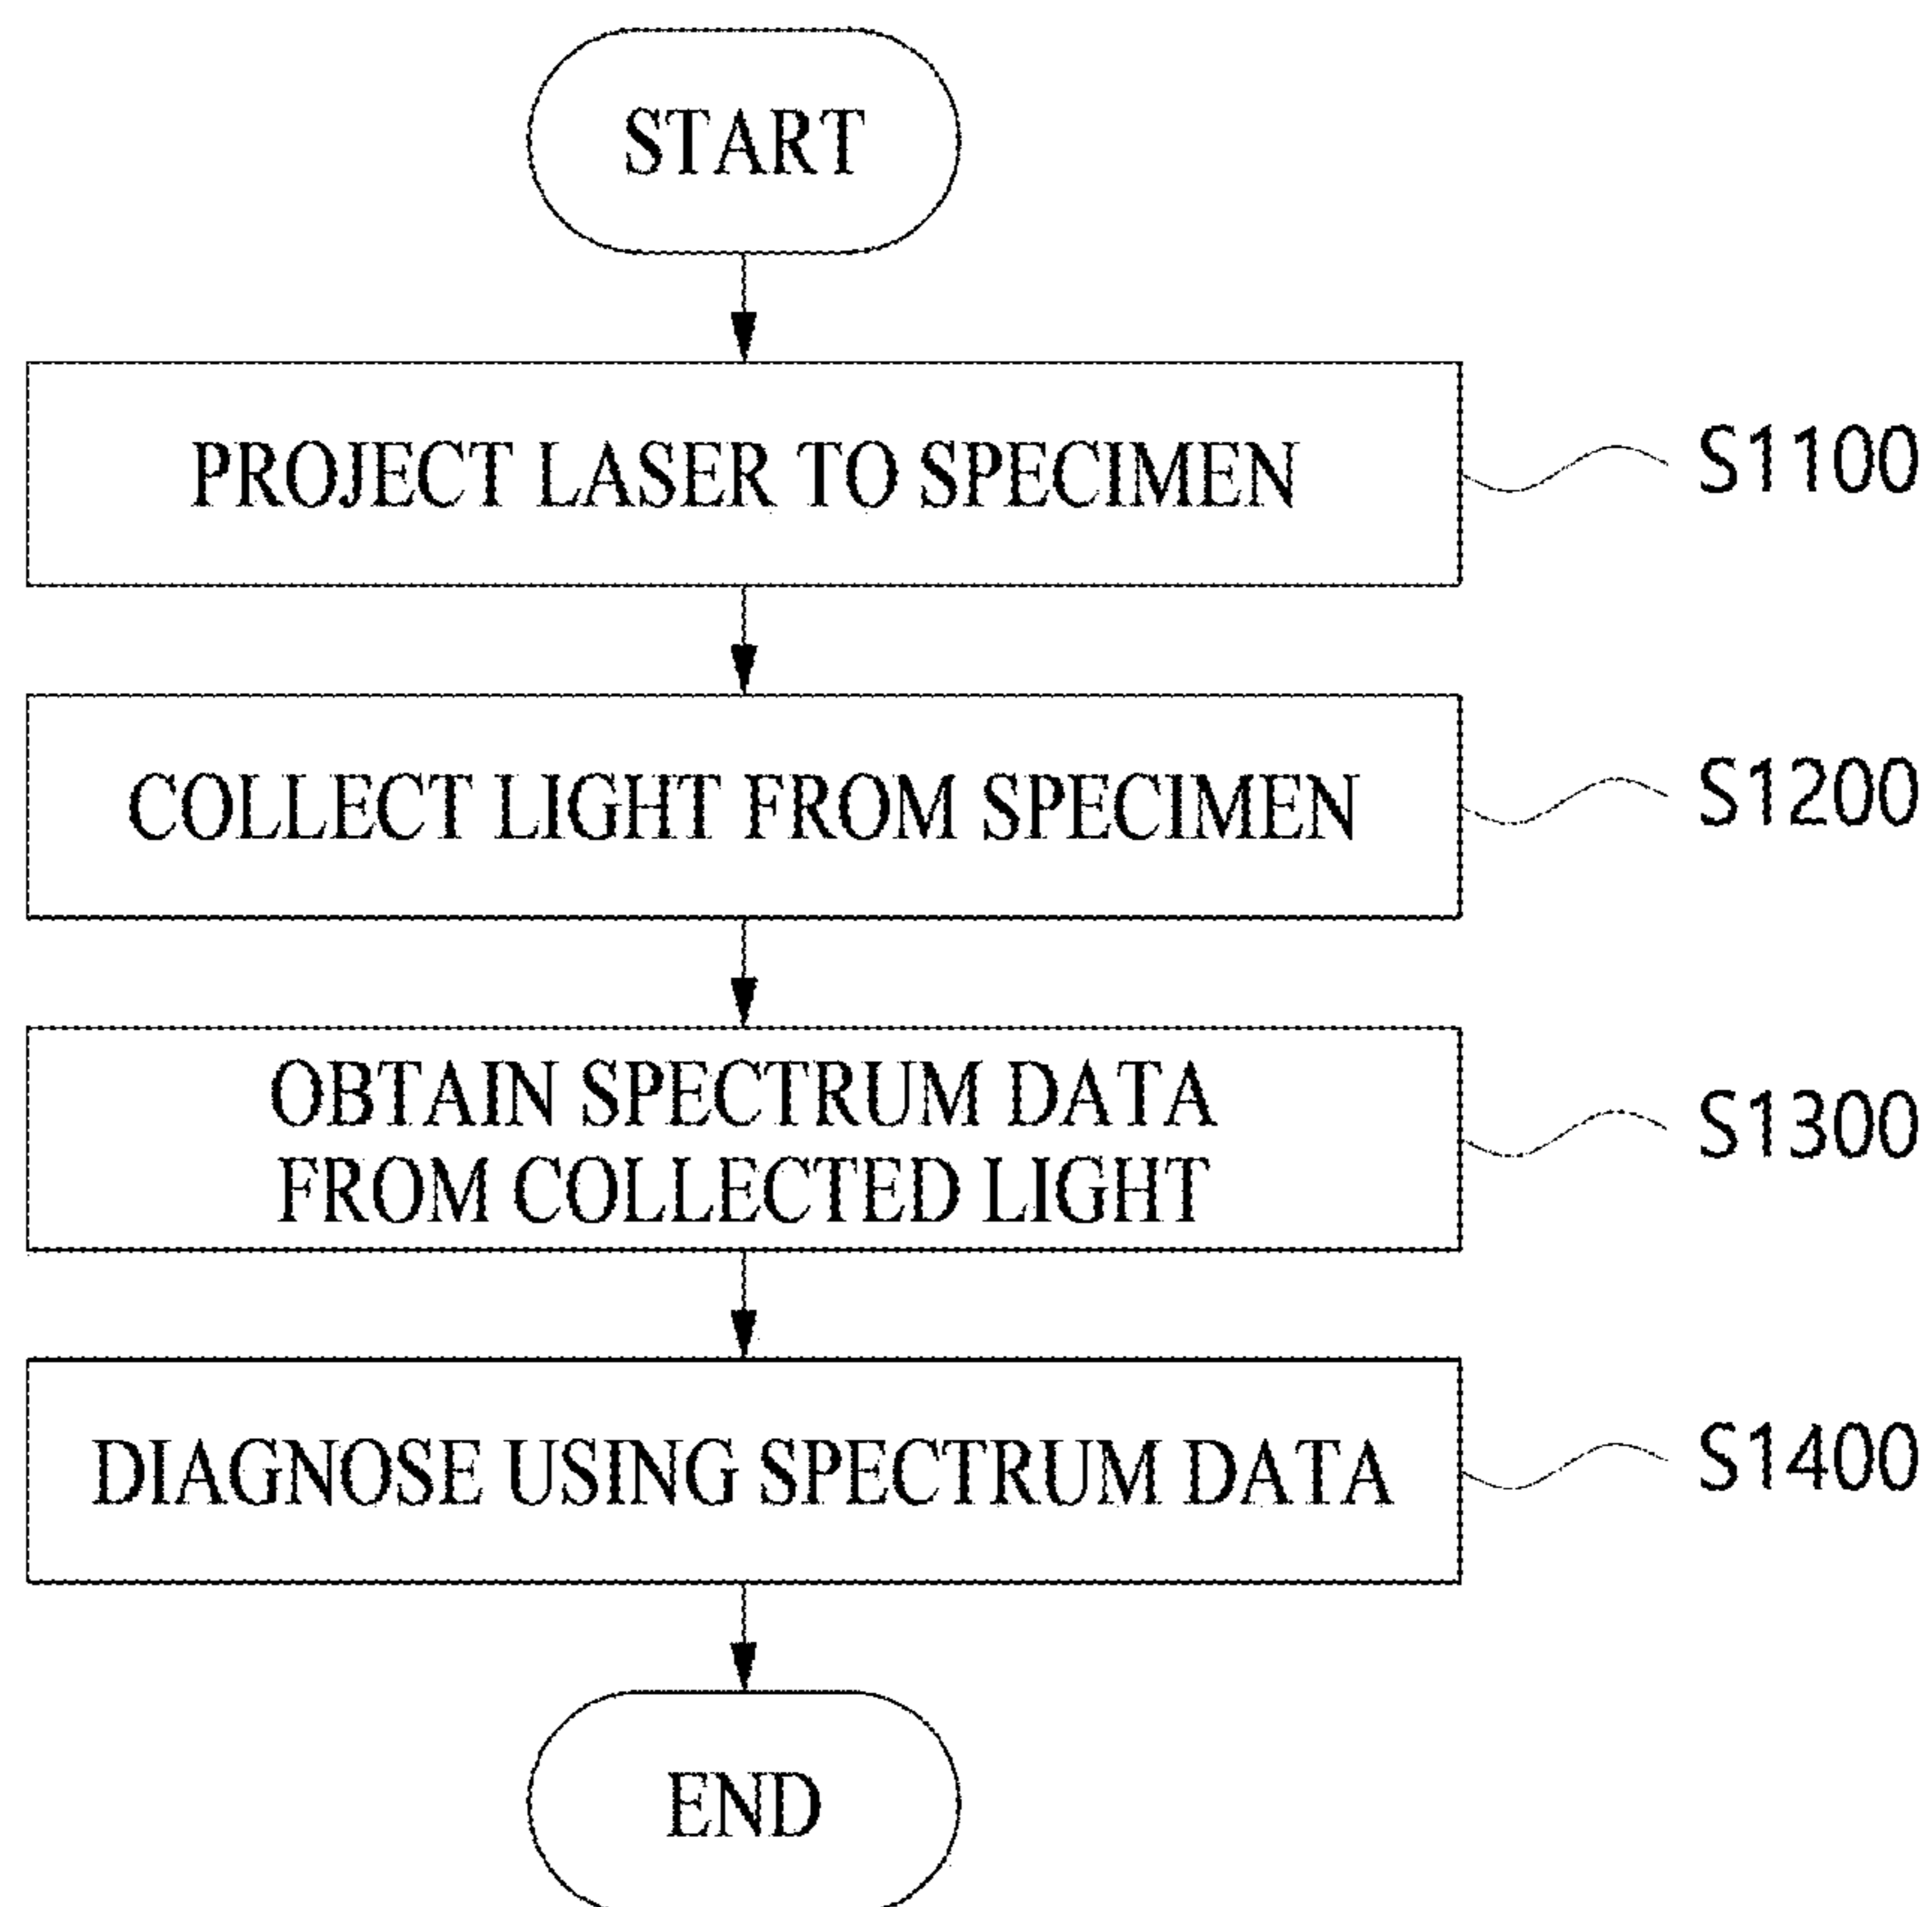 START
PROJECT LASER TO SPECIMEN
S1100
COLLECT LIGHT FROM SPECIMEN
S1200
OBTAIN SPECTRUM DATA
FROM COLLECTED LIGHT
S1300
DIAGNOSE USING SPECTRUM DATA
S1400
END